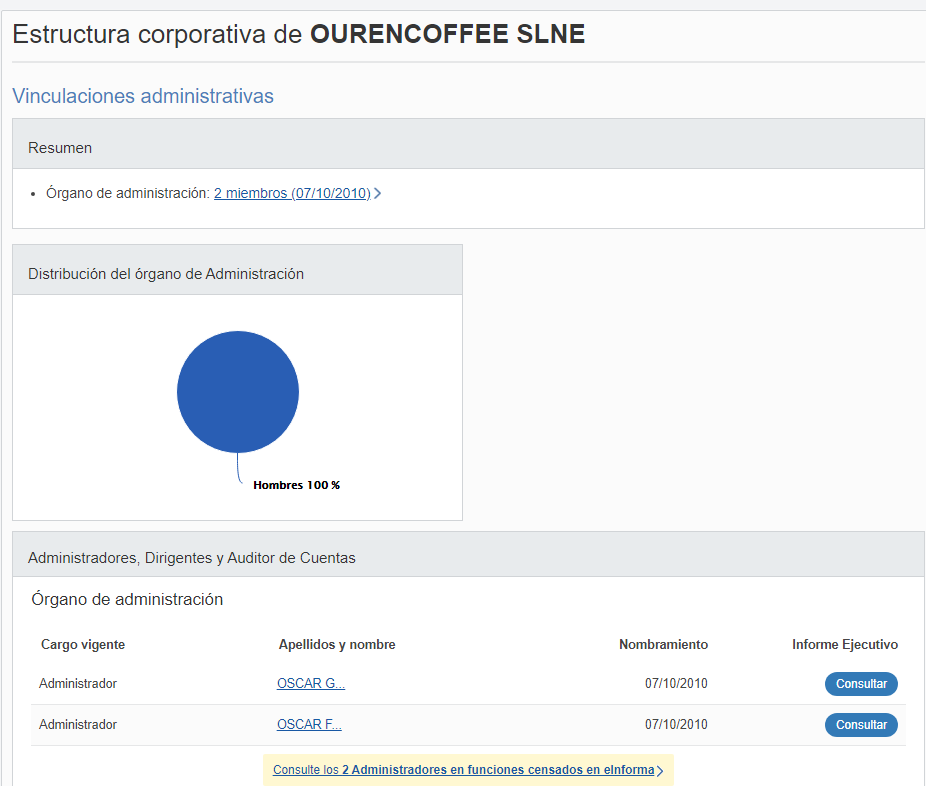 Estructura corporativa de OURENCOFFEE SLNE
Vinculaciones administrativas
Resumen
• Órgano de administración: 2 miembros (07/10/2010)
Distribución del órgano de Administración
Hombres 100 %
Administradores, Dirigentes y Auditor de Cuentas
Órgano de administración
Cargo vigente Apellidos y nombre Nombramiento Informe Ejecutivo
Administrador OSCAR G... 07/10/2010 Consultar
Administrador OSCAR F... 07/10/2010 Consultar
Consulte los 2 Administradores en funciones censados en eInforma